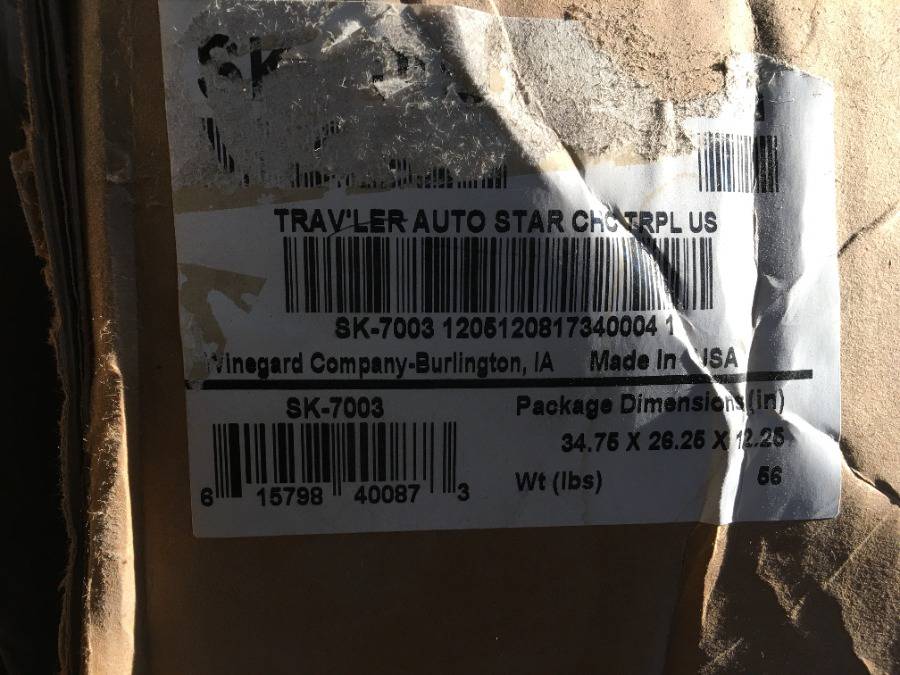 SK
TRAV'LER AUTO STAR CHC TRPL US
SK-7003 1205120817340004 1
Winegard Company-Burlington, IA Made In USA
SK-7003
Package Dimensions(in)
34.75 X 26.25 X 12.25
6 15798 40087 3
Wt (lbs) 56